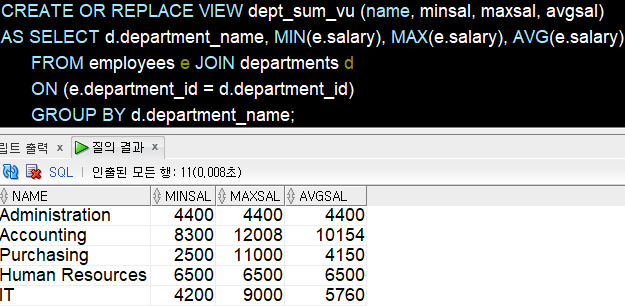 CREATE OR REPLACE VIEW dept_sum_vu (name, minsal, maxsal, avgsal)
AS SELECT d.department_name, MIN(e.salary), MAX(e.salary), AVG(e.salary)
FROM employees e JOIN departments d
ON (e.department_id = d.department_id)
GROUP BY d.department_name;
립트 출력 x 질의 결과 x
SQL | 인출된 모든 행: 11(0,008초)
NAME MINSAL MAXSAL AVGSAL
Administration 4400 4400 4400
Accounting 8300 12008 10154
Purchasing 2500 11000 4150
Human Resources 6500 6500 6500
IT 4200 9000 5760